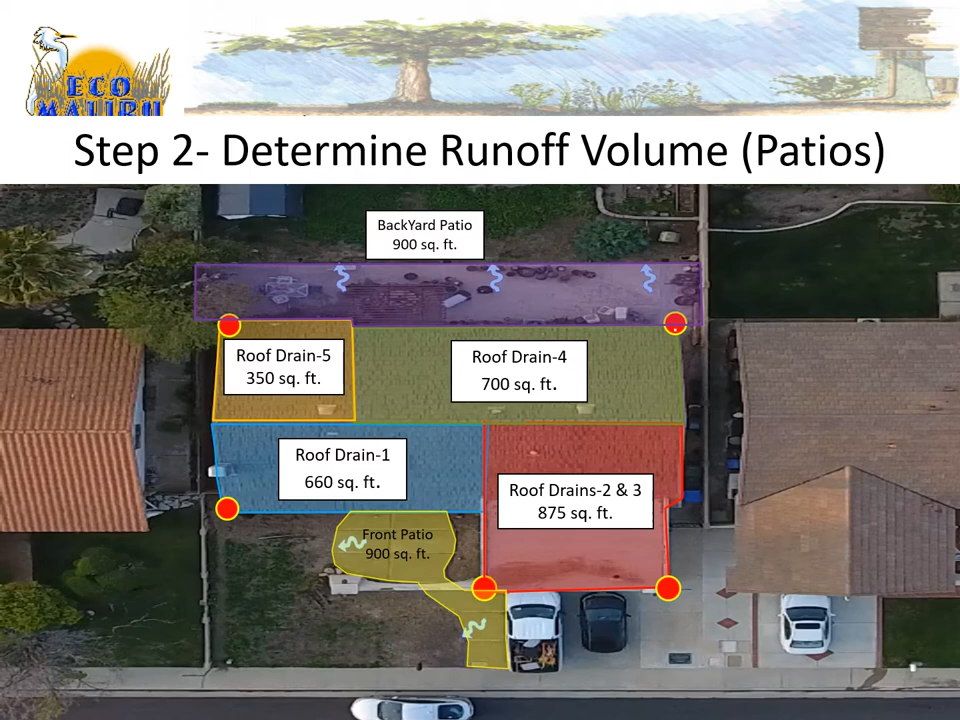 ECO
MALIBU
Step 2- Determine Runoff Volume (Patios)
BackYard Patio
900 sq. ft.
Roof Drain-5
350 sq. ft.
Roof Drain-4
700 sq. ft.
Roof Drain-1
660 sq. ft.
Roof Drains-2 & 3
875 sq. ft.
Front Patio
900 sq. ft.